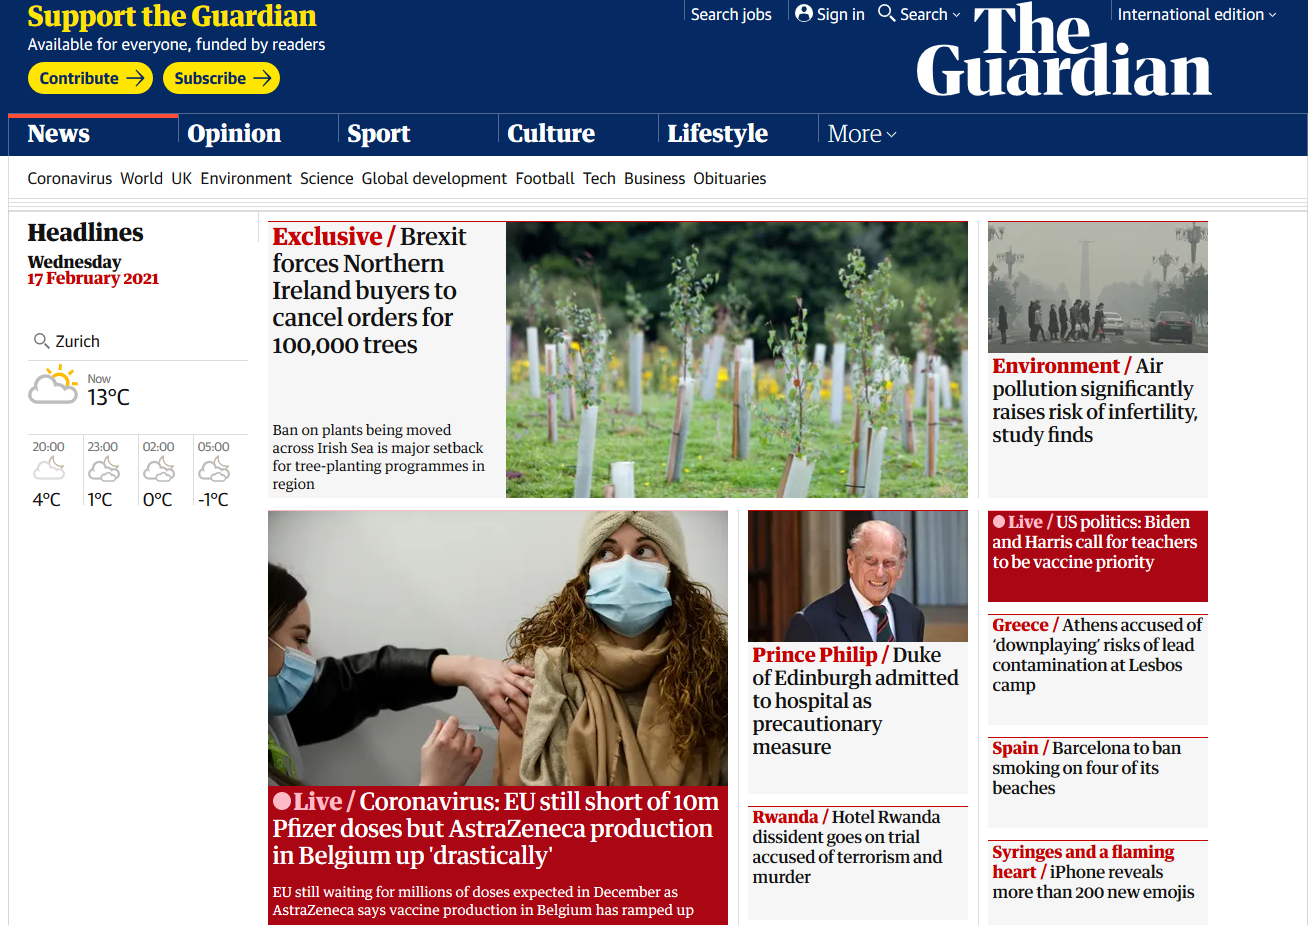 Support the Guardian
Available for everyone, funded by readers
Contribute
Subscribe
Search jobs
Sign in
Search
International edition
The
Guardian
News
Opinion
Sport
Culture
Lifestyle
More
Coronavirus World UK Environment Science Global development Football Tech Business Obituaries
Headlines
Wednesday
17 February 2021
Zurich
Now
13°C
20:00 23:00 02:00 05:00
4°C 1°C 0°C -1°C
Exclusive / Brexit
forces Northern
Ireland buyers to
cancel orders for
100,000 trees
Ban on plants being moved
across Irish Sea is major setback
for tree-planting programmes in
region
Environment / Air
pollution significantly
raises risk of infertility,
study finds
Live / Coronavirus: EU still short of 10m
Pfizer doses but AstraZeneca production
in Belgium up 'drastically'
EU still waiting for millions of doses expected in December as
AstraZeneca says vaccine production in Belgium has ramped up
Prince Philip / Duke
of Edinburgh admitted
to hospital as
precautionary
measure
Rwanda / Hotel Rwanda
dissident goes on trial
accused of terrorism and
murder
Live / US politics: Biden
and Harris call for teachers
to be vaccine priority
Greece / Athens accused of
‘downplaying’ risks of lead
contamination at Lesbos
camp
Spain / Barcelona to ban
smoking on four of its
beaches
Syringes and a flaming
heart / iPhone reveals
more than 200 new emojis